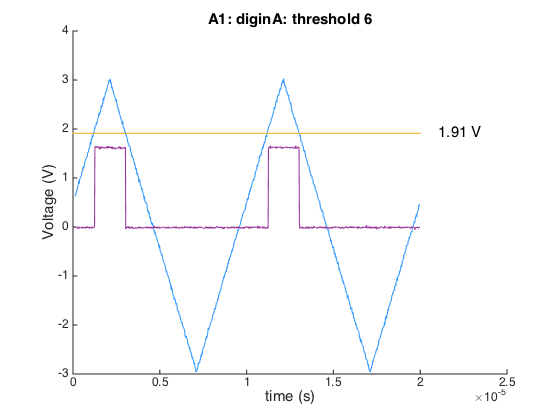 A1: diginA: threshold 6
4
3
2
1
0
-1
-2
-3
Voltage (V)
1.91 V
0 0.5 1 1.5 2 2.5
time (s)
×10⁻⁵